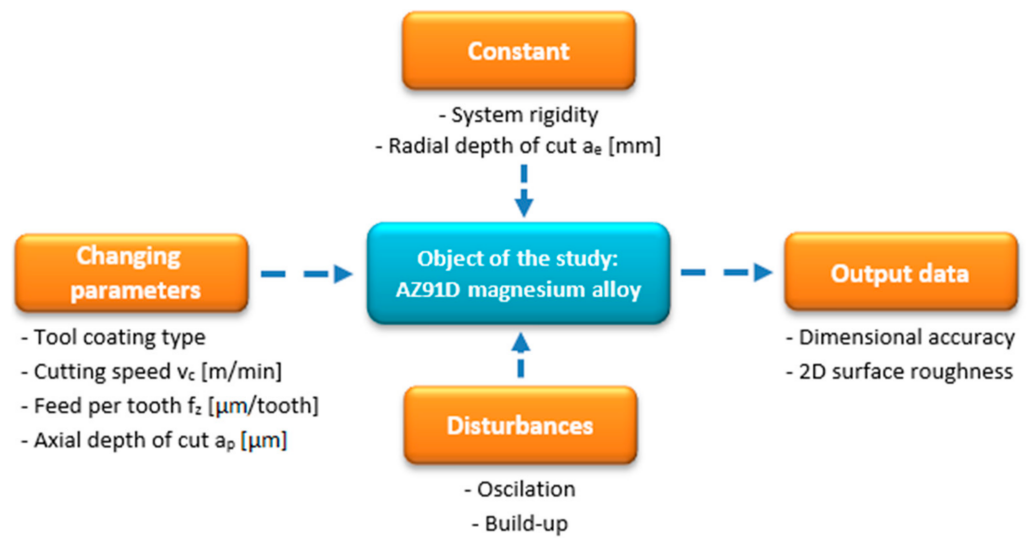 Constant
- System rigidity
- Radial depth of cut aₑ [mm]
Changing
parameters
- Tool coating type
- Cutting speed v꜀ [m/min]
- Feed per tooth f𝓏 [µm/tooth]
- Axial depth of cut aₚ [µm]
Object of the study:
AZ91D magnesium alloy
Output data
- Dimensional accuracy
- 2D surface roughness
Disturbances
- Oscilation
- Build-up